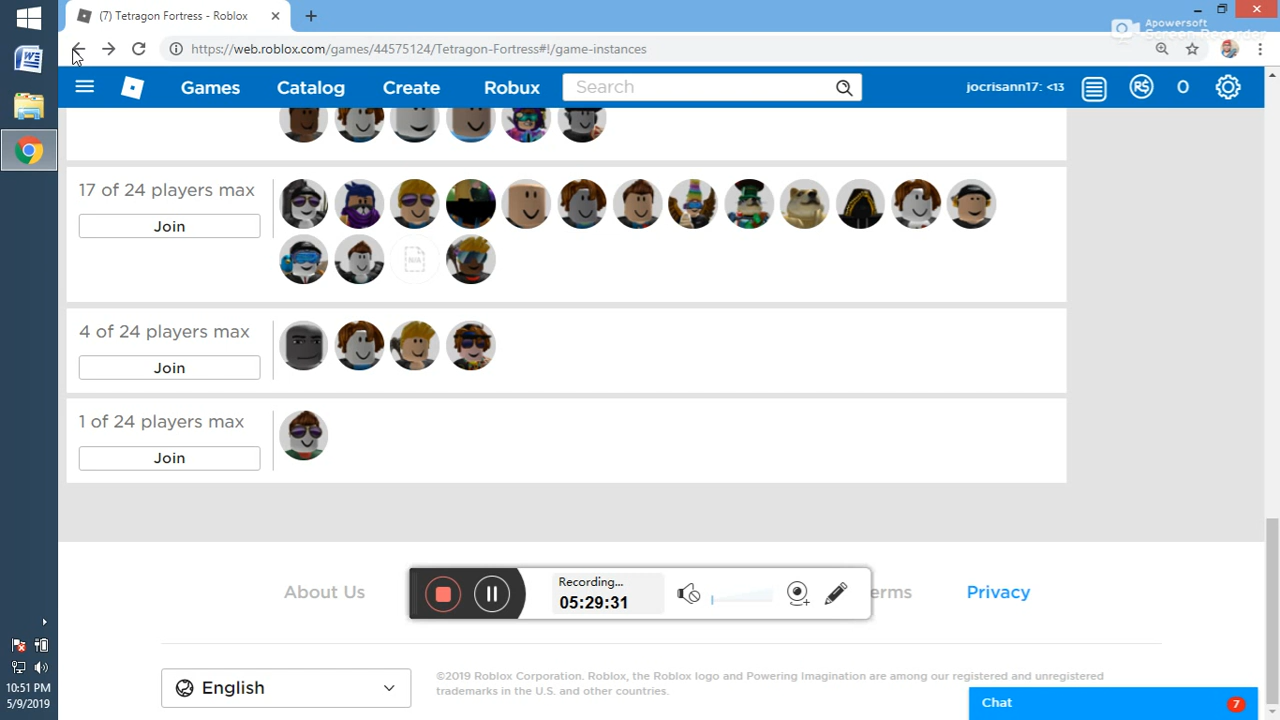 (7) Tetragon Fortress - Roblox
Apowersoft
Screen Recorder
https://web.roblox.com/games/44575124/Tetragon-Fortress#!/game-instances
Games Catalog Create Robux Search jocrisann17: <13 R$ 0
17 of 24 players max
Join
N/A
4 of 24 players max
Join
1 of 24 players max
Join
Recording...
05:29:31
About Us
Privacy
English
©2019 Roblox Corporation. Roblox, the Roblox logo and Powering Imagination are among our registered and unregistered
trademarks in the U.S. and other countries.
Chat 7
10:51 PM
5/9/2019